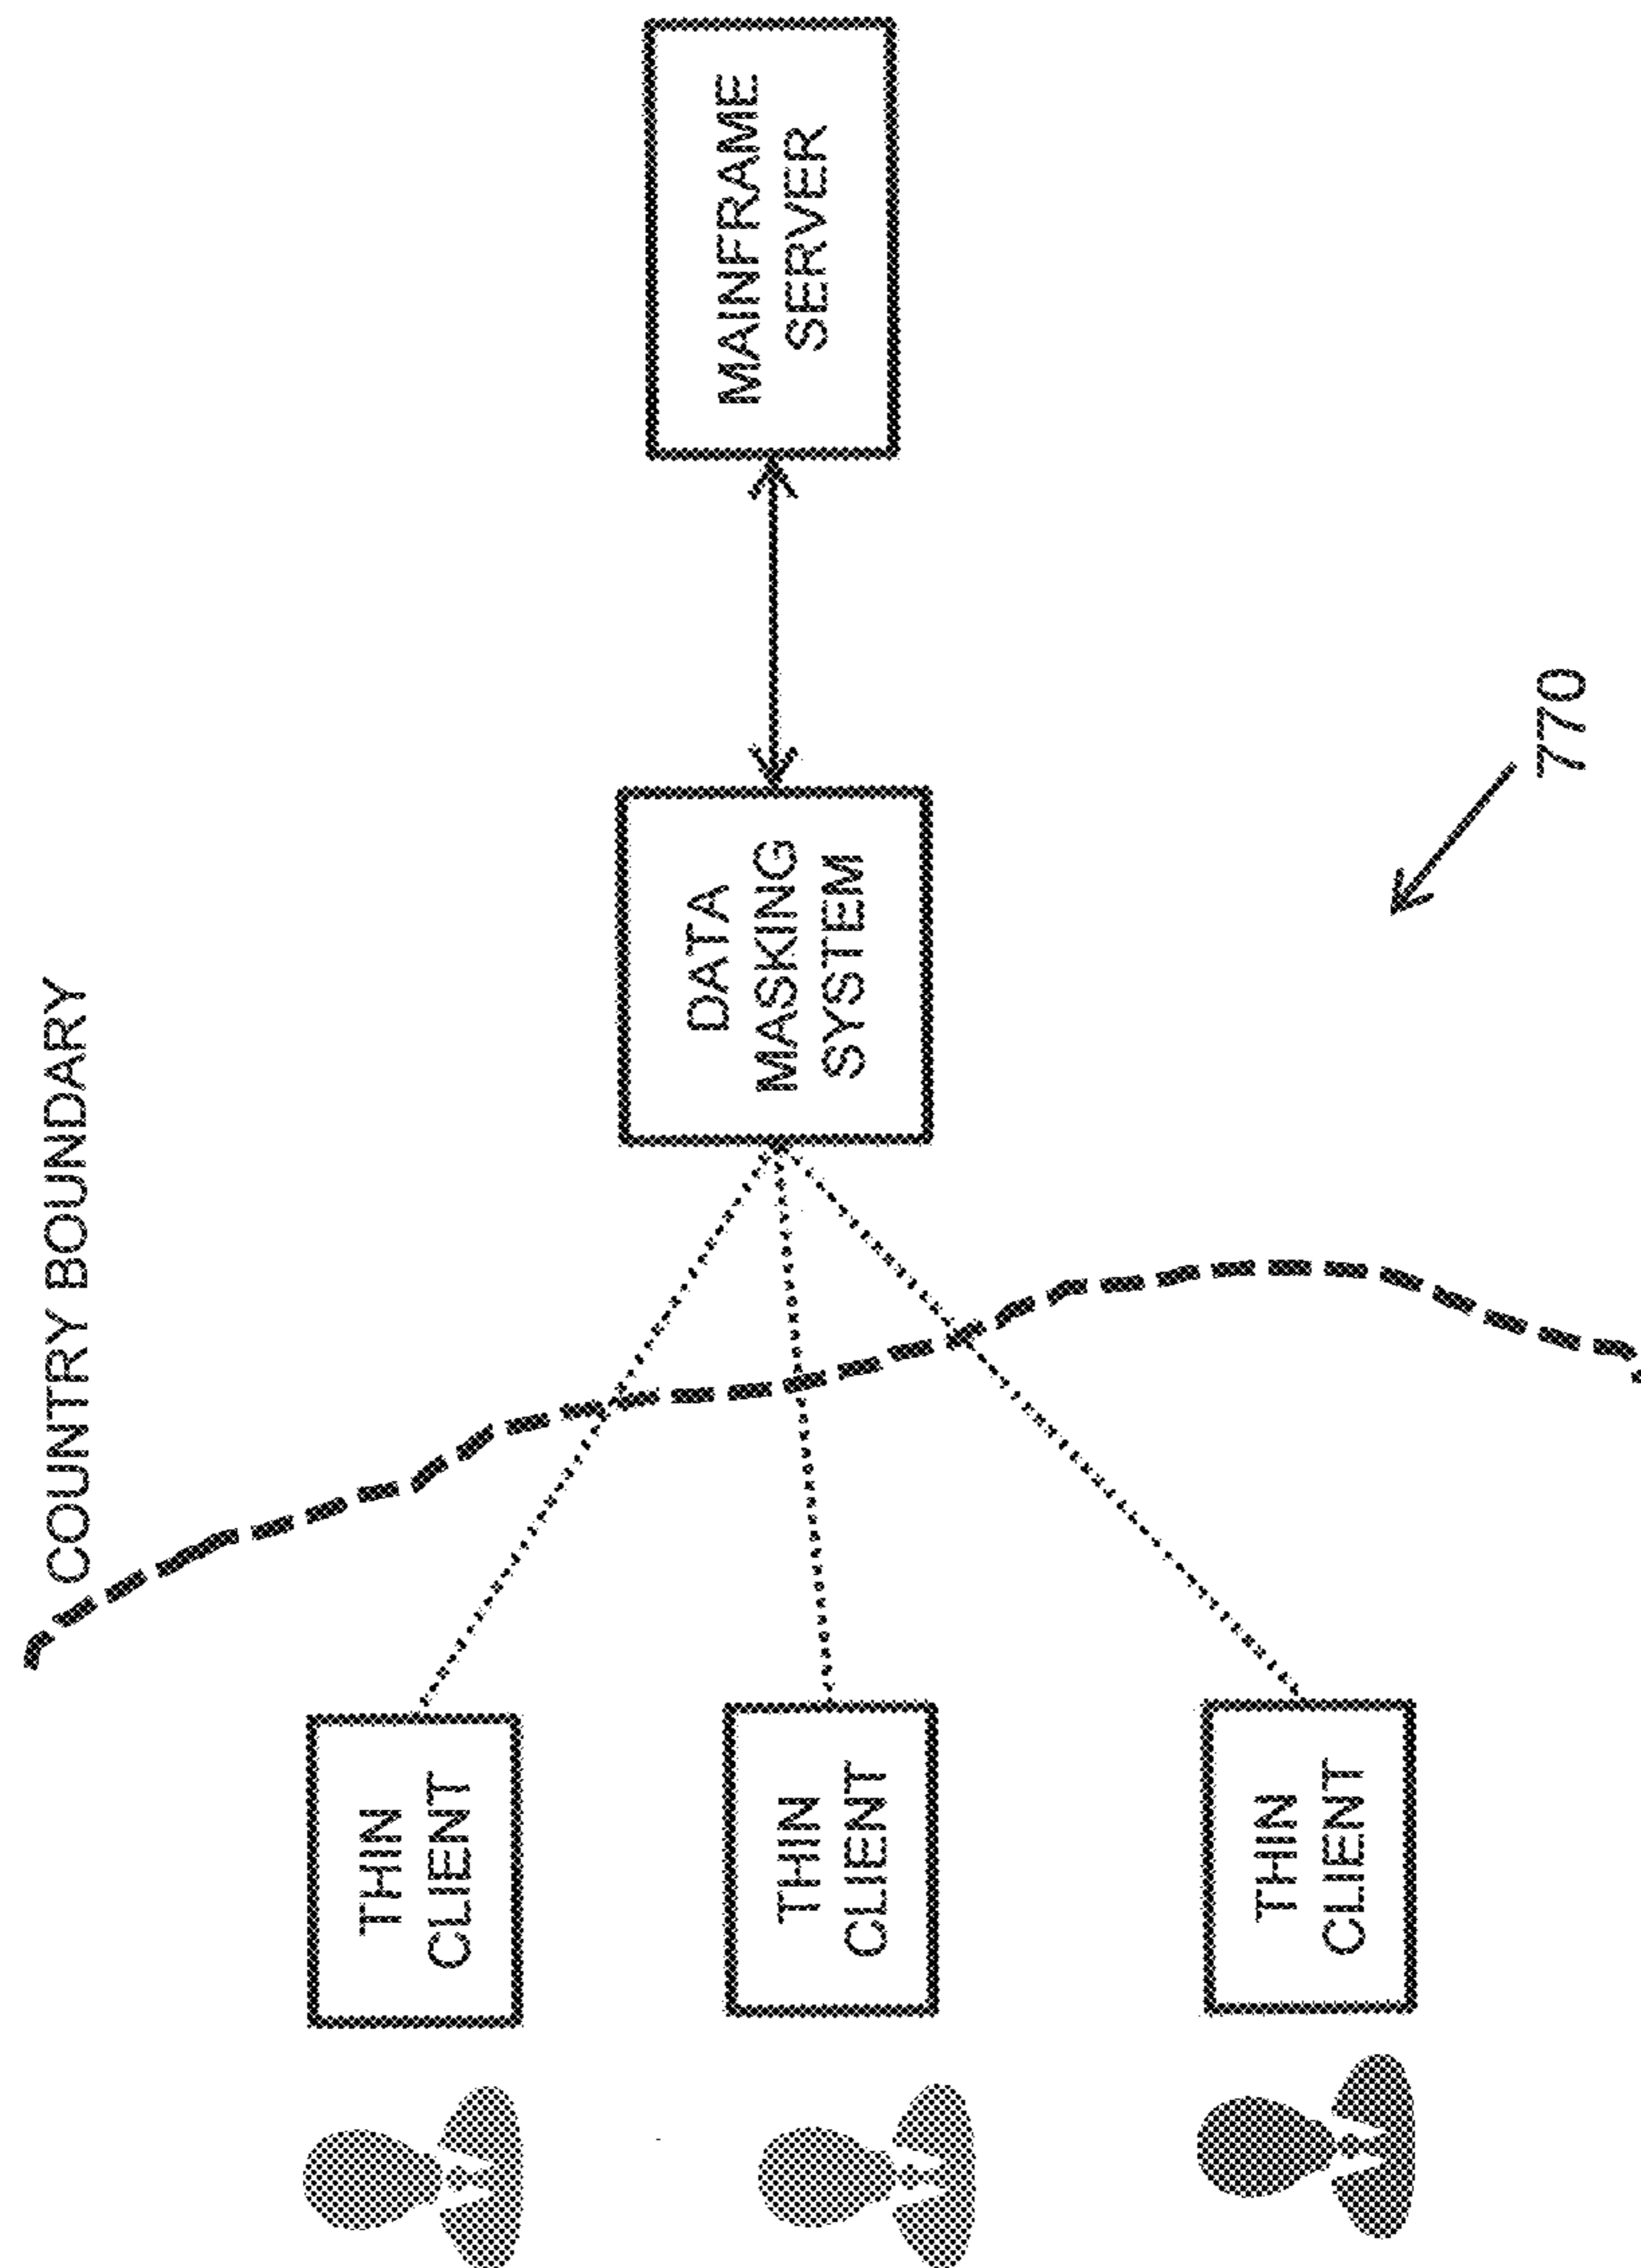 COUNTRY BOUNDARY
THIN
CLIENT
DATA
MASKING
SYSTEM
MAINFRAME
SERVER
THIN
CLIENT
THIN
CLIENT
770